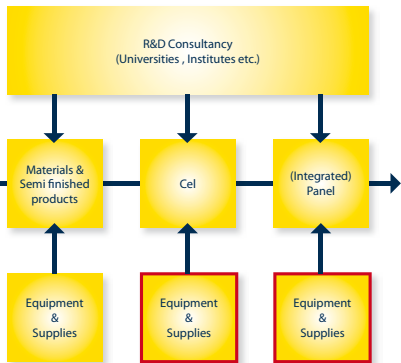 R&D Consultancy
(Universities , Institutes etc.)
Materials &
Semi finished
products
Cel
(Integrated)
Panel
Equipment
&
Supplies
Equipment
&
Supplies
Equipment
&
Supplies